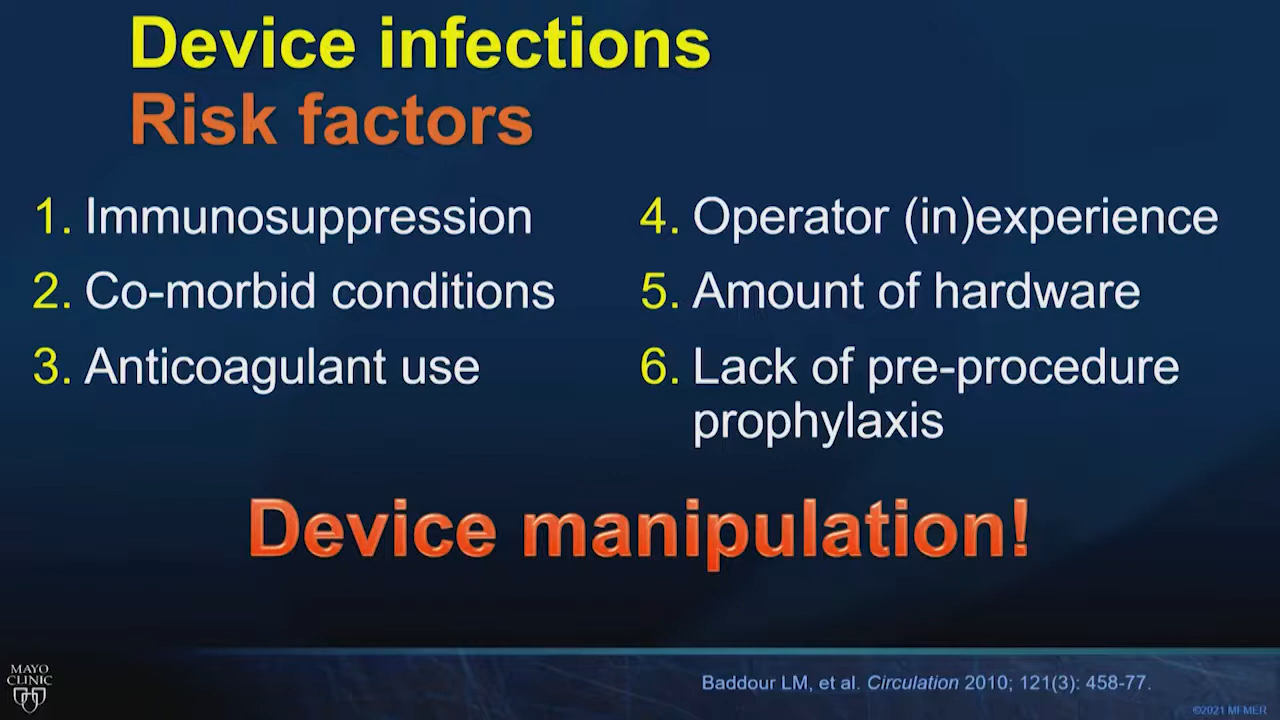 Device infections
Risk factors
1. Immunosuppression
2. Co-morbid conditions
3. Anticoagulant use
4. Operator (in)experience
5. Amount of hardware
6. Lack of pre-procedure
prophylaxis
Device manipulation!
MAYO
CLINIC
Baddour LM, et al. Circulation 2010; 121(3): 458-77.
©2021 MFMER